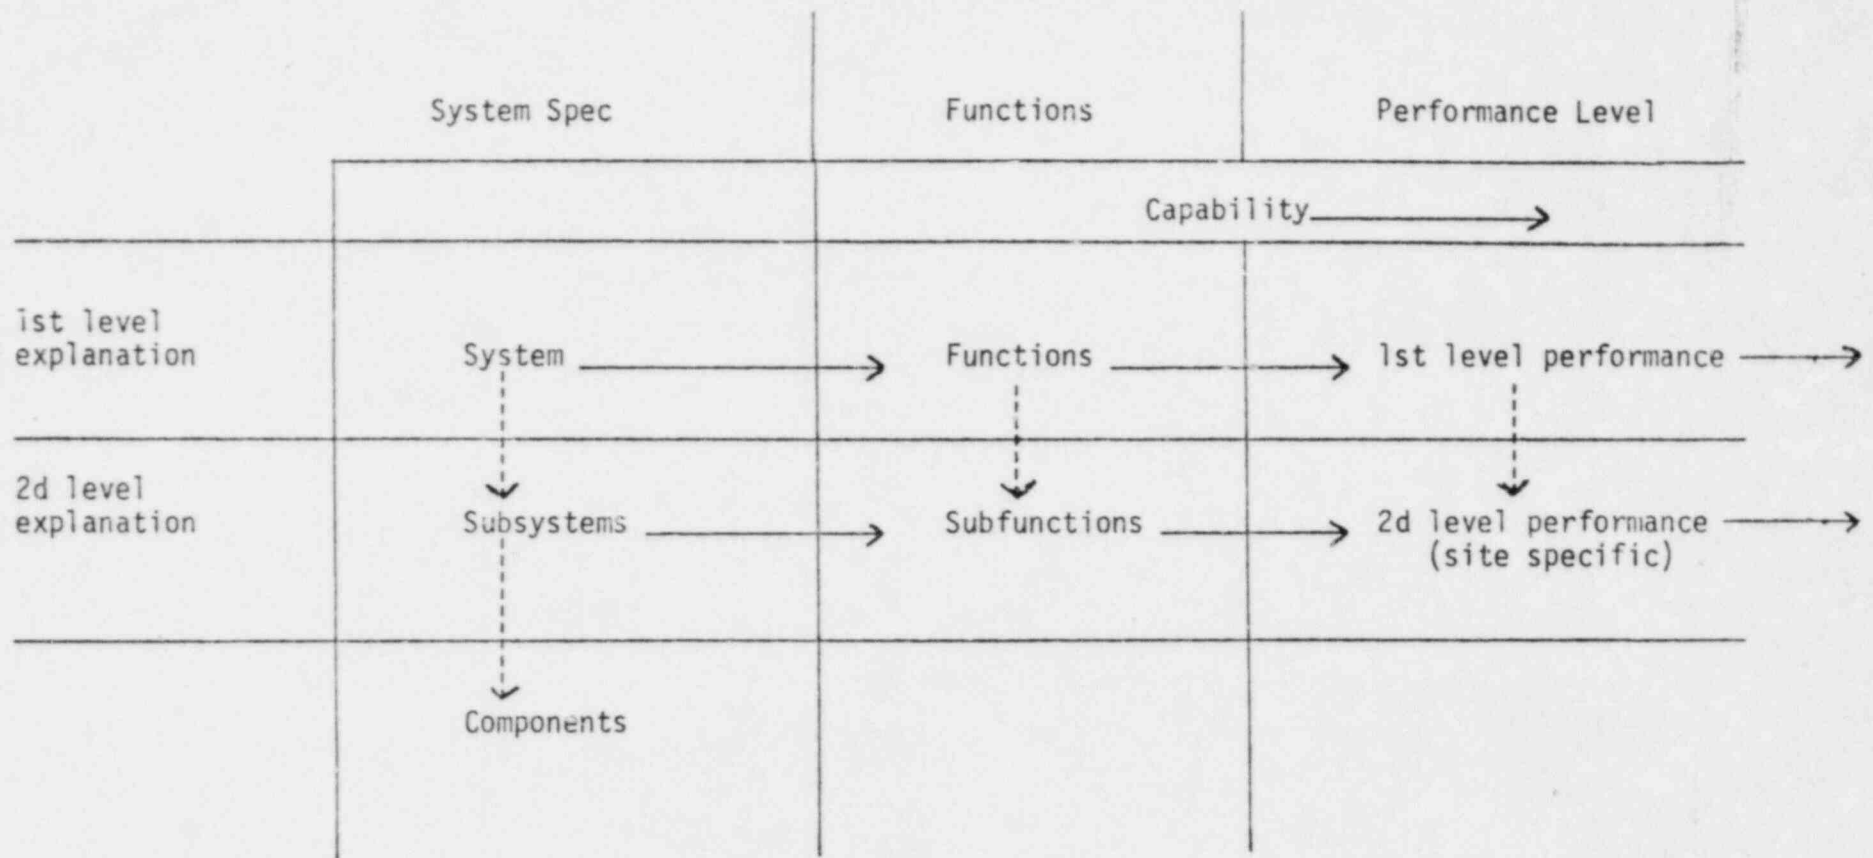 System Spec
Functions
Performance Level
Capability
1st level
explanation
System
Functions
1st level performance
2d level
explanation
Subsystems
Subfunctions
2d level performance
(site specific)
Components